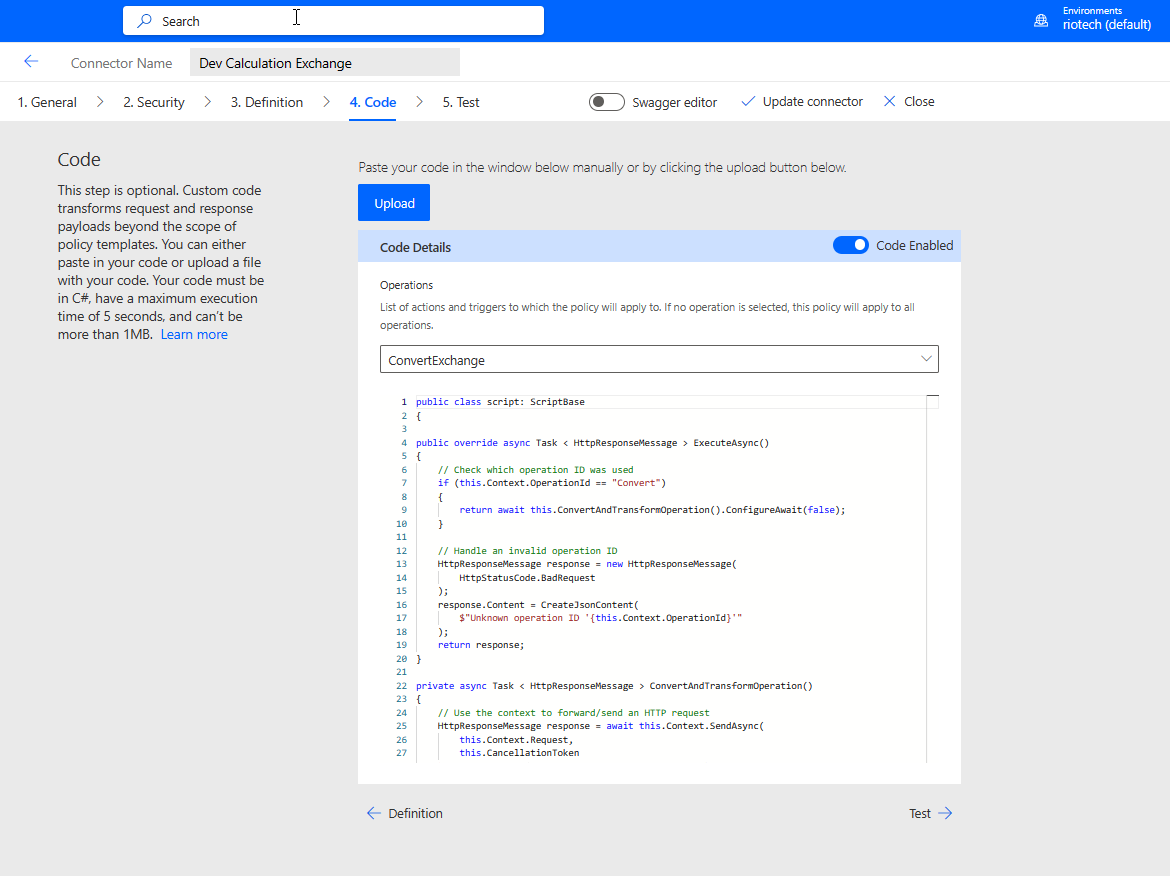 Search
Environments
riotech (default)
Connector Name
Dev Calculation Exchange
1. General
2. Security
3. Definition
4. Code
5. Test
Swagger editor
Update connector
Close
Code
This step is optional. Custom code
transforms request and response
payloads beyond the scope of
policy templates. You can either
paste in your code or upload a file
with your code. Your code must be
in C#, have a maximum execution
time of 5 seconds, and can't be
more than 1MB. Learn more
Paste your code in the window below manually or by clicking the upload button below.
Upload
Code Details
Code Enabled
Operations
List of actions and triggers to which the policy will apply to. If no operation is selected, this policy will apply to all
operations.
ConvertExchange
1 public class script: ScriptBase
2 {
3
4 public override async Task < HttpResponseMessage > ExecuteAsync()
5 {
6     // Check which operation ID was used
7     if (this.Context.OperationId == "Convert")
8     {
9         return await this.ConvertAndTransformOperation().ConfigureAwait(false);
10     }
11
12     // Handle an invalid operation ID
13     HttpResponseMessage response = new HttpResponseMessage(
14         HttpStatusCode.BadRequest
15     );
16     response.Content = CreateJsonContent(
17         $"Unknown operation ID '{this.Context.OperationId}'"
18     );
19     return response;
20 }
21
22 private async Task < HttpResponseMessage > ConvertAndTransformOperation()
23 {
24     // Use the context to forward/send an HTTP request
25     HttpResponseMessage response = await this.Context.SendAsync(
26         this.Context.Request,
27         this.CancellationToken
Definition
Test